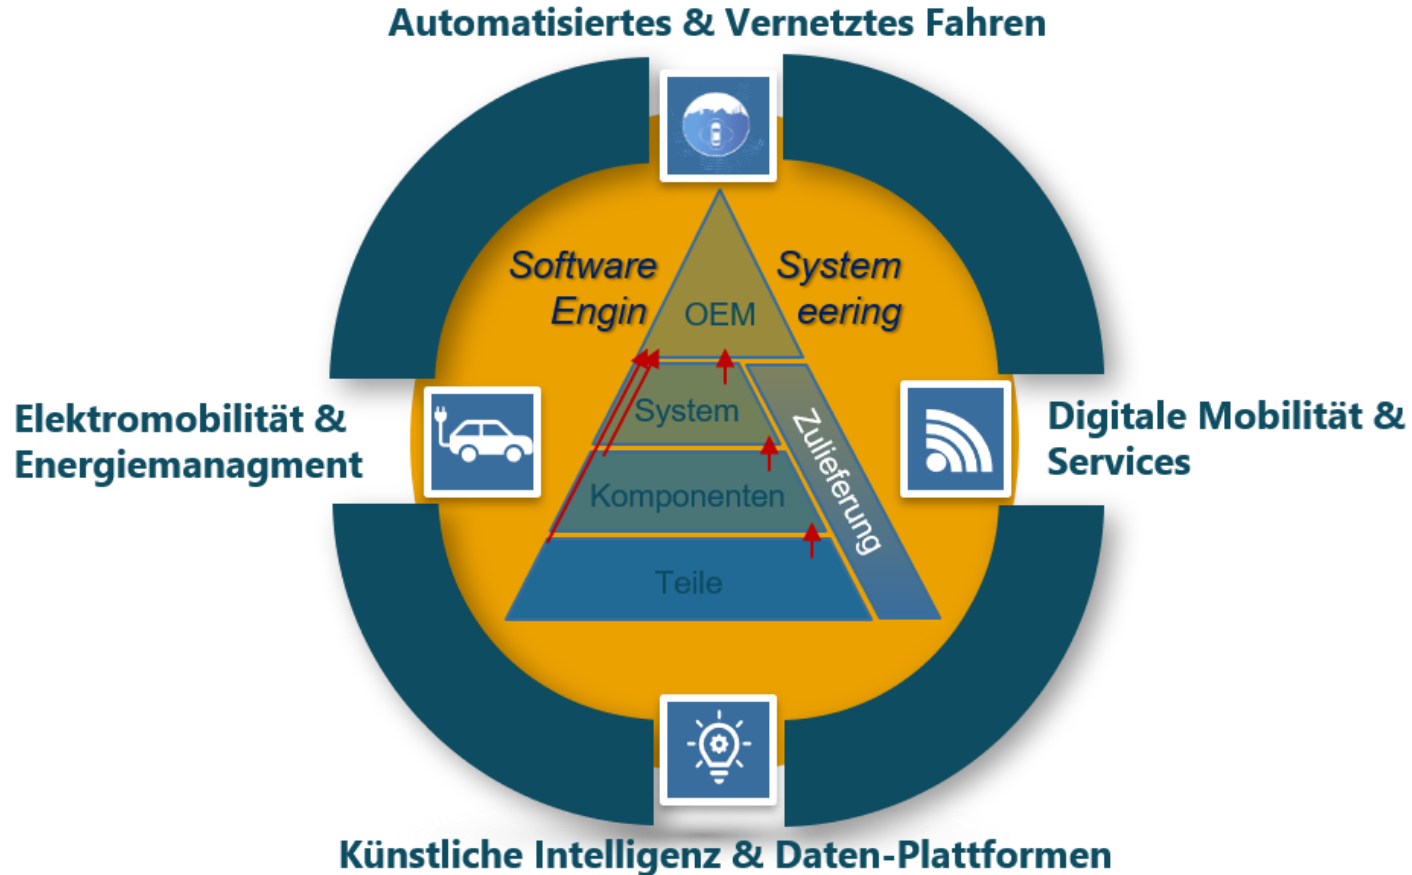 Automatisiertes & Vernetztes Fahren
Software System
Engin eering
OEM
Elektromobilität &
Energiemanagment
System
Komponenten
Teile
Zulieferung
Digitale Mobilität &
Services
Künstliche Intelligenz & Daten-Plattformen